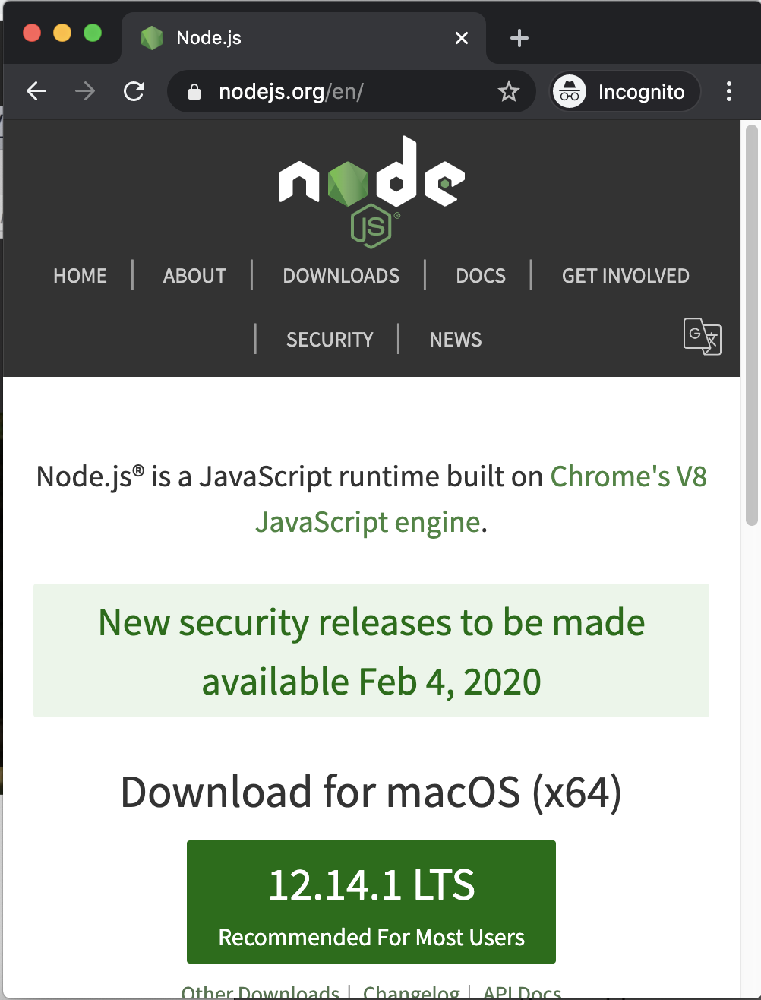 Node.js
nodejs.org/en/
Incognito
node
JS®
HOME | ABOUT | DOWNLOADS | DOCS | GET INVOLVED
| SECURITY | NEWS
G 文
Node.js® is a JavaScript runtime built on Chrome's V8
JavaScript engine.
New security releases to be made
available Feb 4, 2020
Download for macOS (x64)
12.14.1 LTS
Recommended For Most Users
Other Downloads | Changelog | API Docs